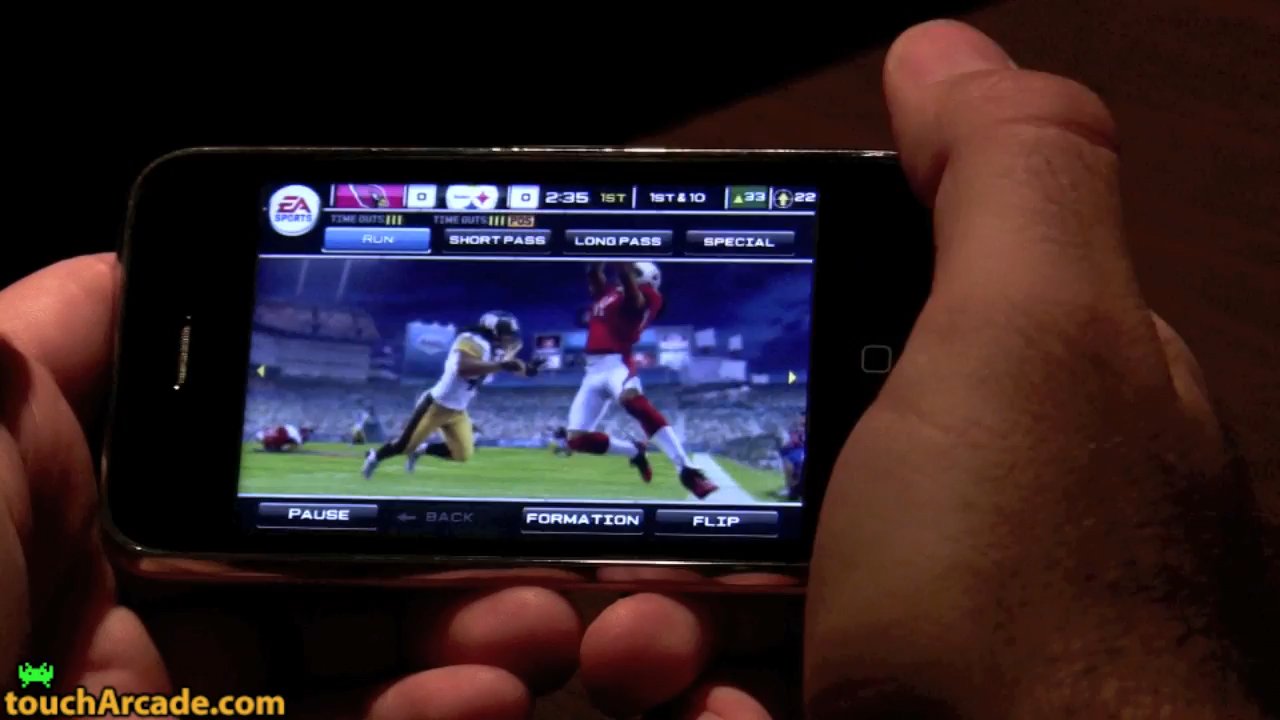 EA
SPORTS
0 0 2:35 1ST 1ST & 10 33 22
TIME OUTS: TIME OUTS: POS
RUN SHORT PASS LONG PASS SPECIAL
PAUSE BACK FORMATION FLIP
touchArcade.com